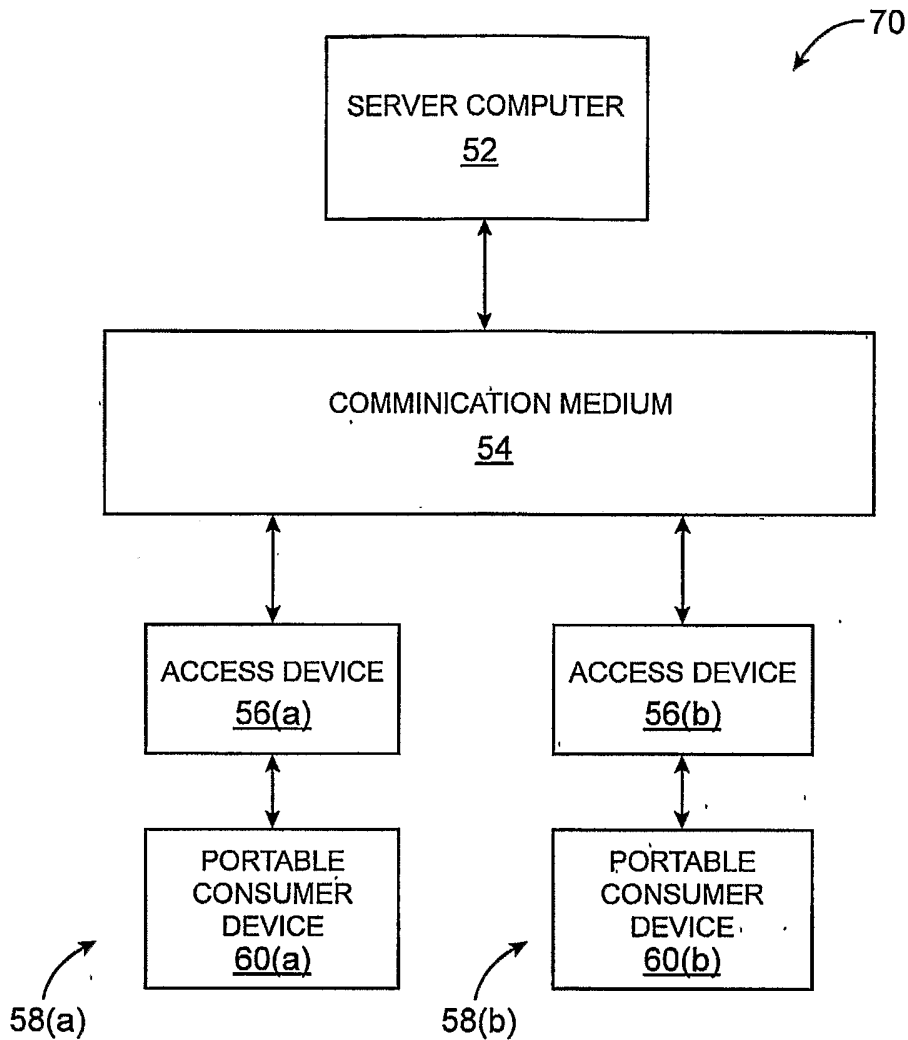 70
SERVER COMPUTER
52
COMMINICATION MEDIUM
54
ACCESS DEVICE
56(a)
ACCESS DEVICE
56(b)
PORTABLE
CONSUMER
DEVICE
60(a)
PORTABLE
CONSUMER
DEVICE
60(b)
58(a)
58(b)